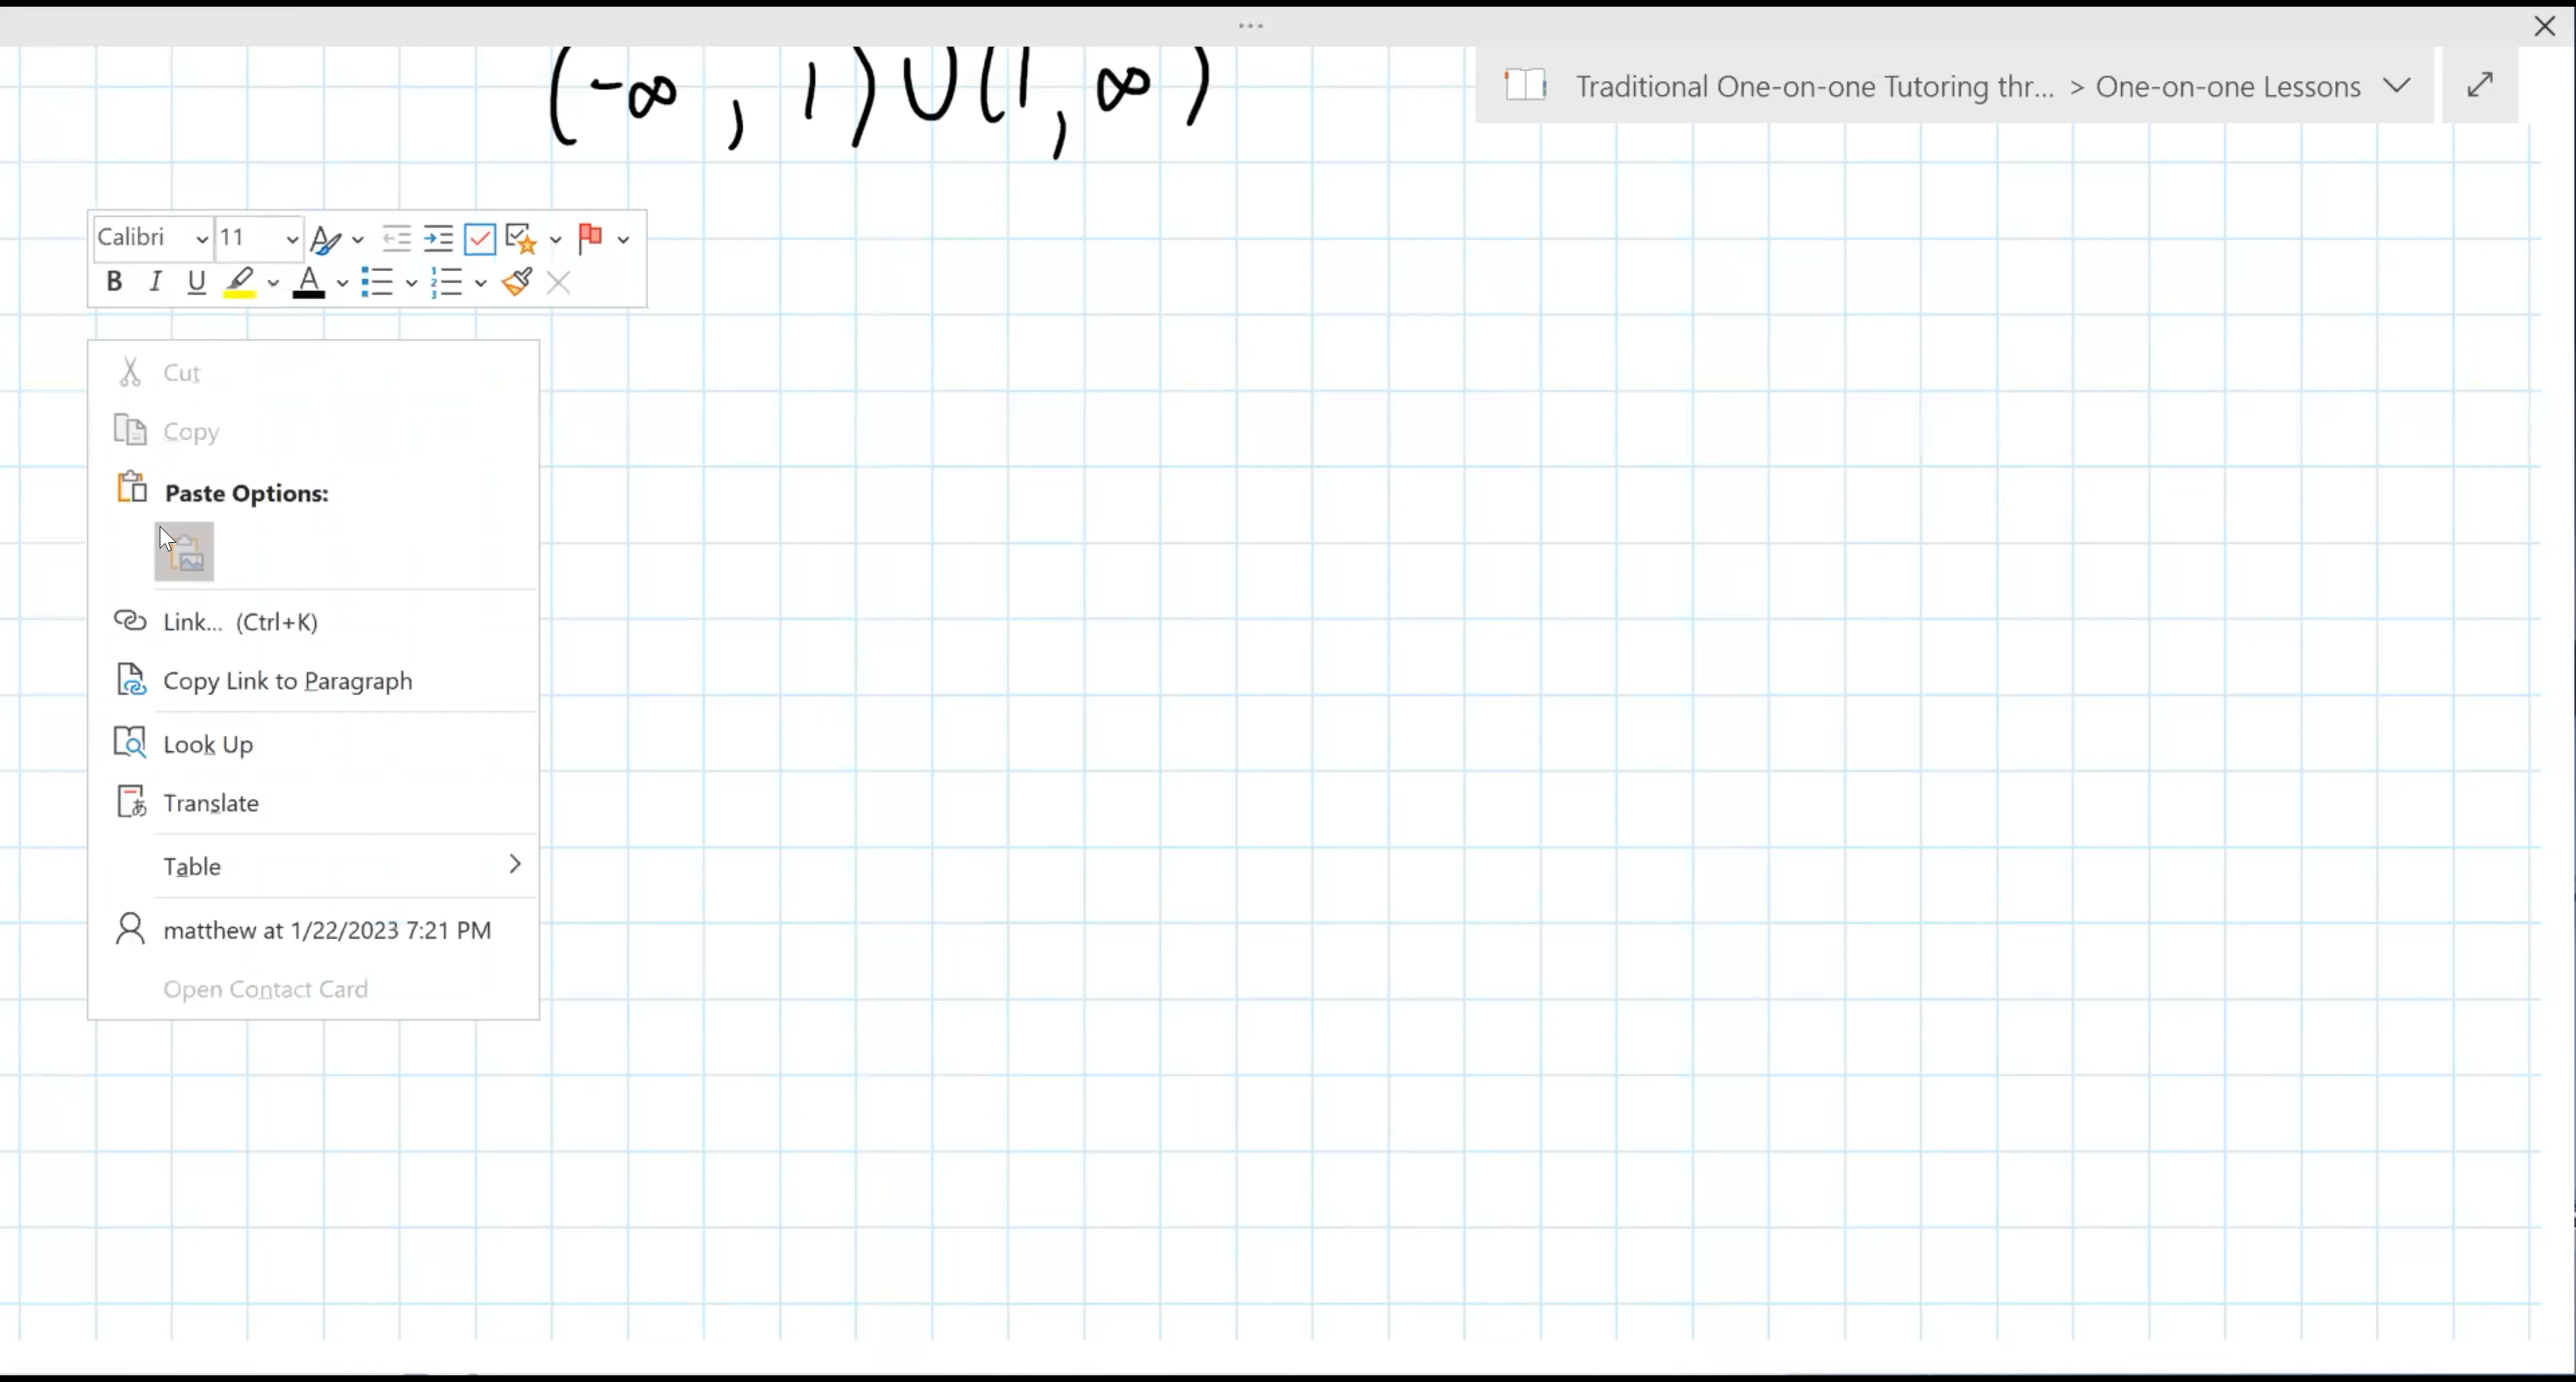 (-∞ , 1) ∪ (1 , ∞)
Traditional One-on-one Tutoring thr... > One-on-one Lessons
Calibri 11
B I U A
Cut
Copy
Paste Options:
Link... (Ctrl+K)
Copy Link to Paragraph
Look Up
Translate
Table
matthew at 1/22/2023 7:21 PM
Open Contact Card